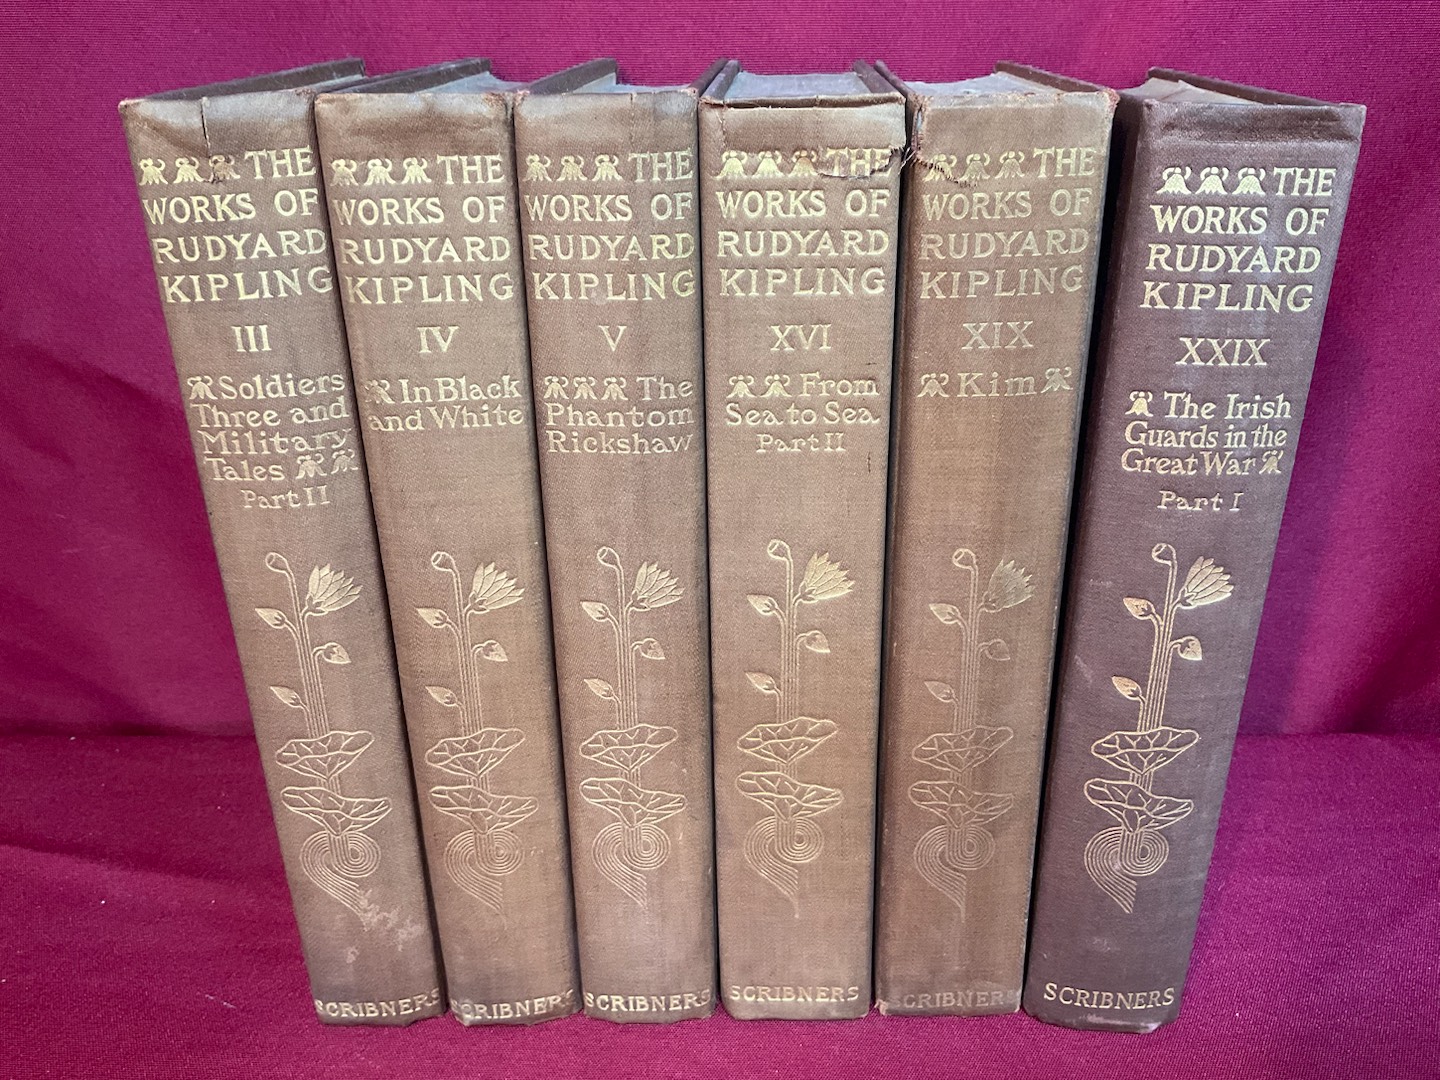 THE
WORKS OF
RUDYARD
KIPLING
III
Soldiers
Three and
Military
Tales
Part II
SCRIBNERS
THE
WORKS OF
RUDYARD
KIPLING
IV
In Black
and White
SCRIBNERS
THE
WORKS OF
RUDYARD
KIPLING
V
The
Phantom
Rickshaw
SCRIBNERS
THE
WORKS OF
RUDYARD
KIPLING
XVI
From
Sea to Sea
Part II
SCRIBNERS
THE
WORKS OF
RUDYARD
KIPLING
XIX
Kim
SCRIBNERS
THE
WORKS OF
RUDYARD
KIPLING
XXIX
The Irish
Guards in the
Great War
Part I
SCRIBNERS